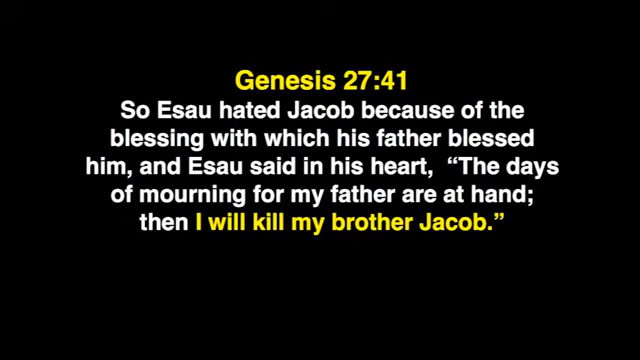 Genesis 27:41
So Esau hated Jacob because of the
blessing with which his father blessed
him, and Esau said in his heart, “The days
of mourning for my father are at hand;
then I will kill my brother Jacob.”